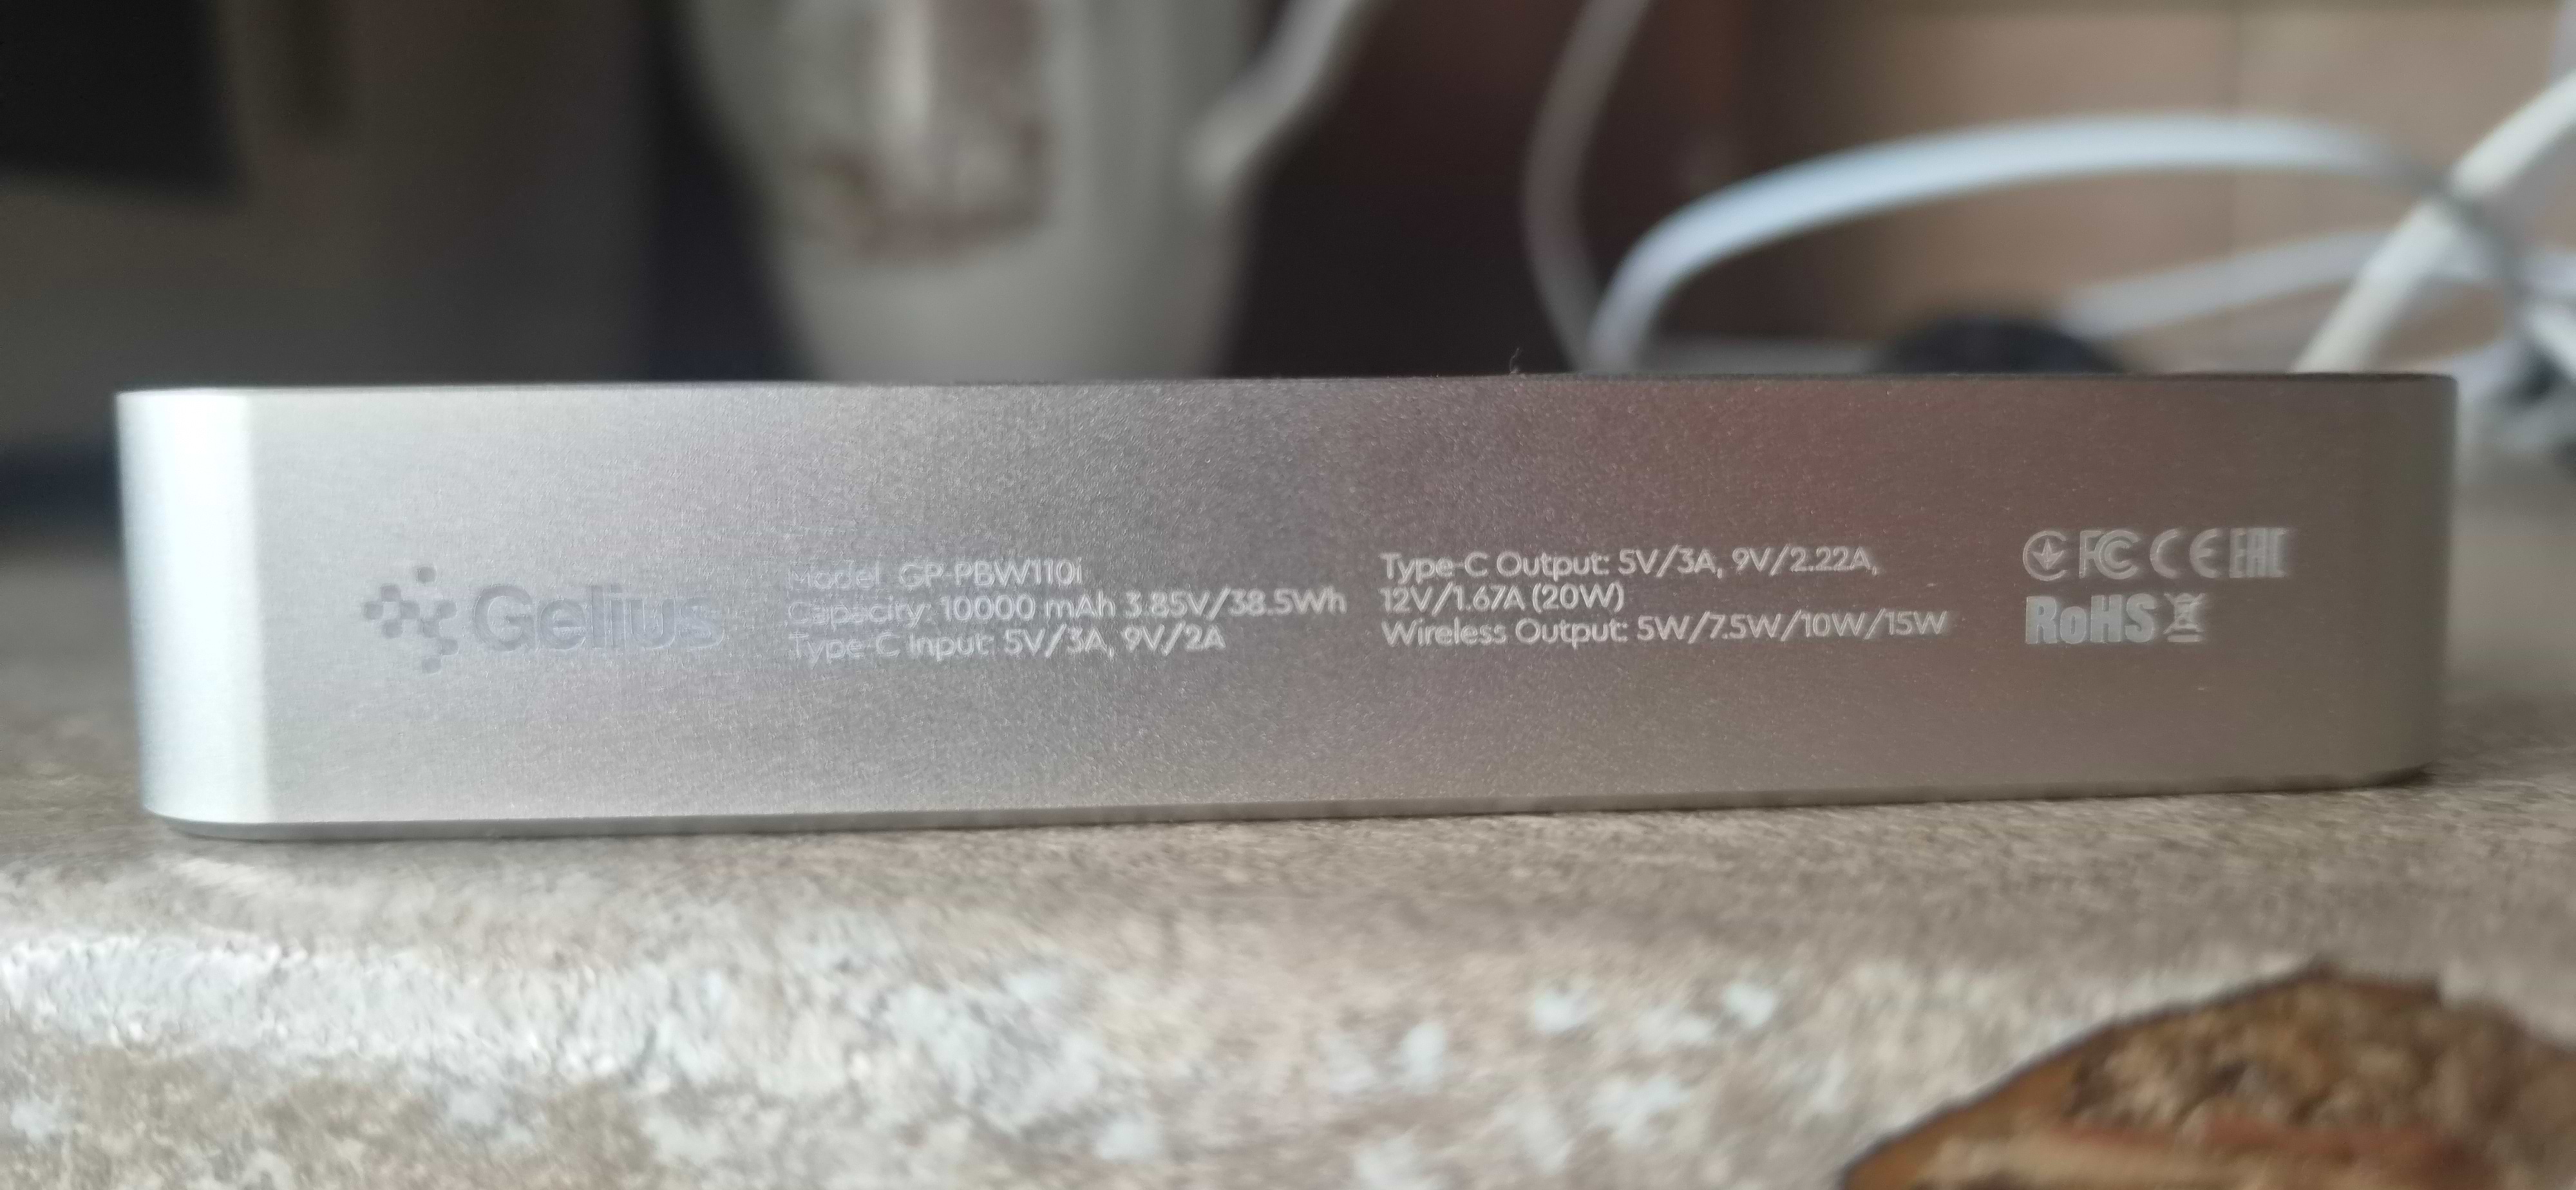 Gelius
Model: GP-PBW110i
Capacity: 10000 mAh 3.85V/38.5Wh
Type-C Input: 5V/3A, 9V/2A
Type-C Output: 5V/3A, 9V/2.22A,
12V/1.67A (20W)
Wireless Output: 5W/7.5W/10W/15W
FC CE EAC
RoHS